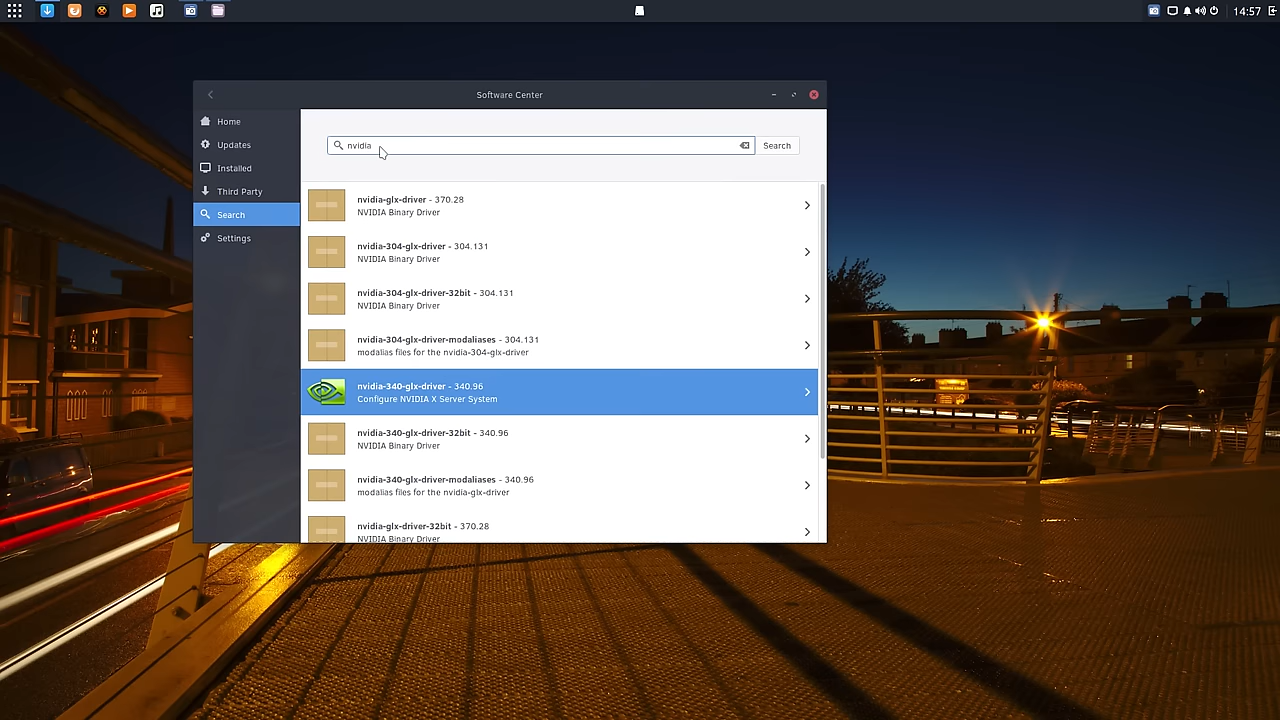 14:57
Software Center
Home
Updates
Installed
Third Party
Search
Settings
nvidia
Search
nvidia-glx-driver - 370.28
NVIDIA Binary Driver
nvidia-304-glx-driver - 304.131
NVIDIA Binary Driver
nvidia-304-glx-driver-32bit - 304.131
NVIDIA Binary Driver
nvidia-304-glx-driver-modaliases - 304.131
modalias files for the nvidia-304-glx-driver
nvidia-340-glx-driver - 340.96
Configure NVIDIA X Server System
nvidia-340-glx-driver-32bit - 340.96
NVIDIA Binary Driver
nvidia-340-glx-driver-modaliases - 340.96
modalias files for the nvidia-glx-driver
nvidia-glx-driver-32bit - 370.28
NVIDIA Binary Driver